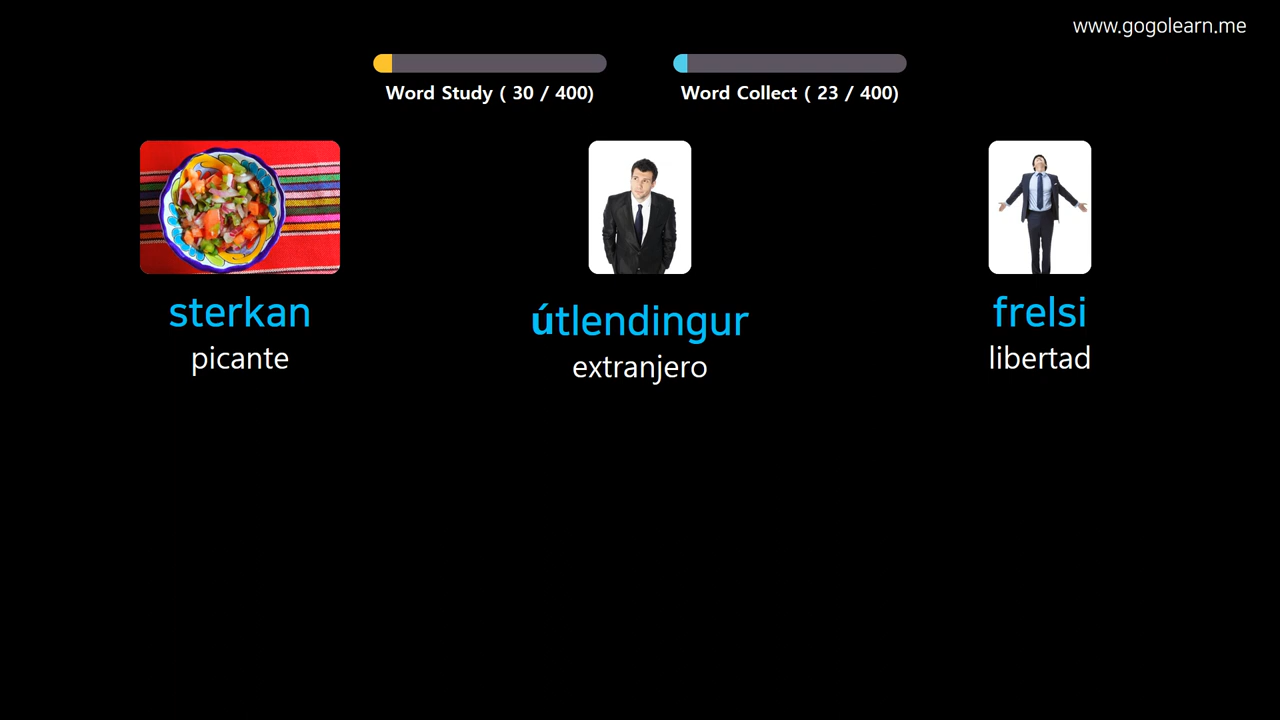 www.gogolearn.me
Word Study ( 30 / 400)
Word Collect ( 23 / 400)
sterkan
picante
útlendingur
extranjero
frelsi
libertad